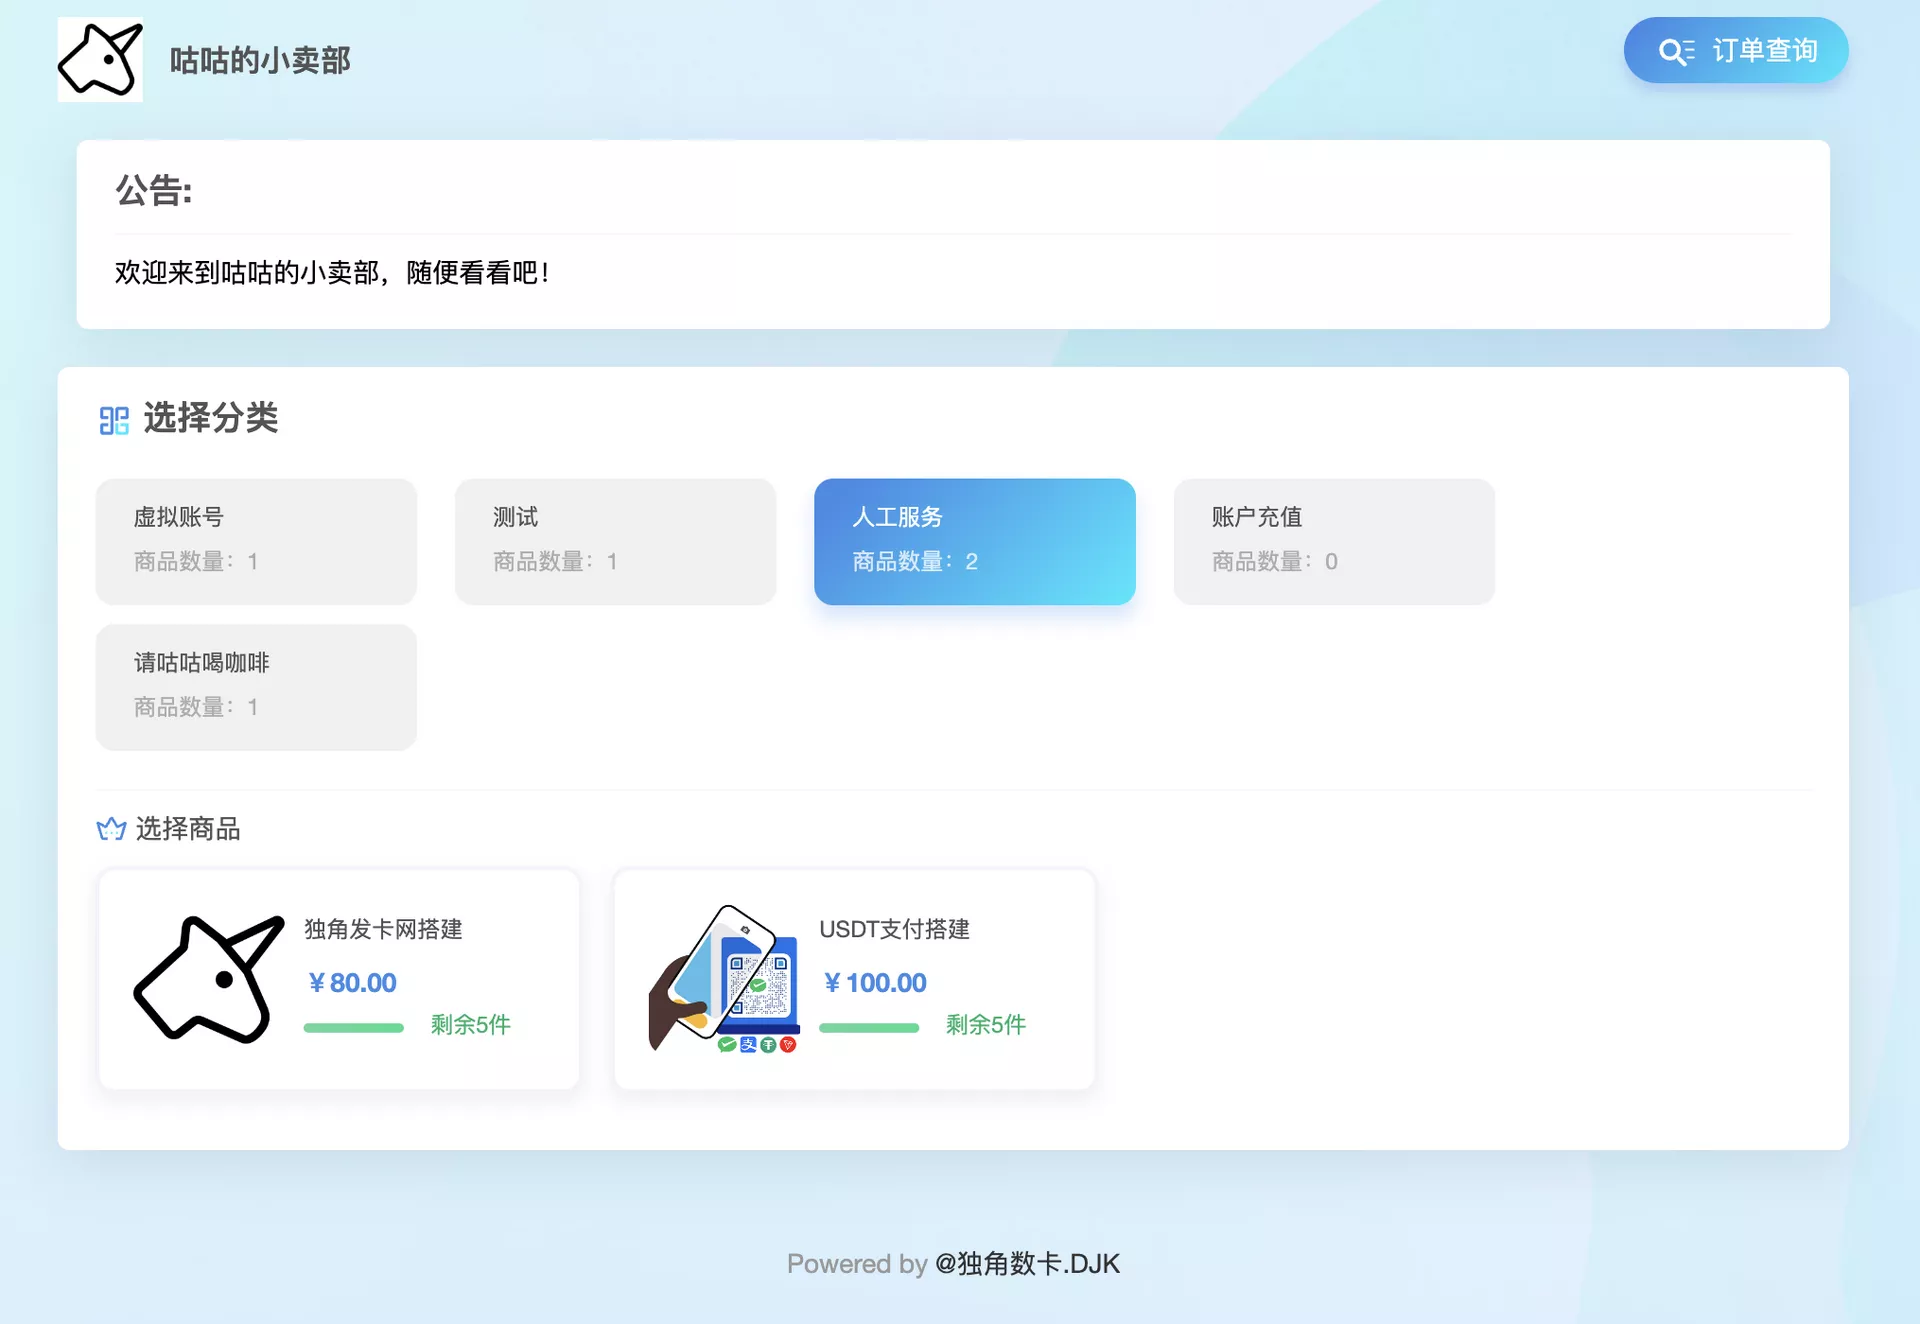 咕咕的小卖部
订单查询
公告:
欢迎来到咕咕的小卖部，随便看看吧！
选择分类
虚拟账号
商品数量：1
测试
商品数量：1
人工服务
商品数量：2
账户充值
商品数量：0
请咕咕喝咖啡
商品数量：1
选择商品
独角发卡网搭建
¥80.00
剩余5件
USDT支付搭建
¥100.00
剩余5件
支
Powered by @独角数卡.DJK